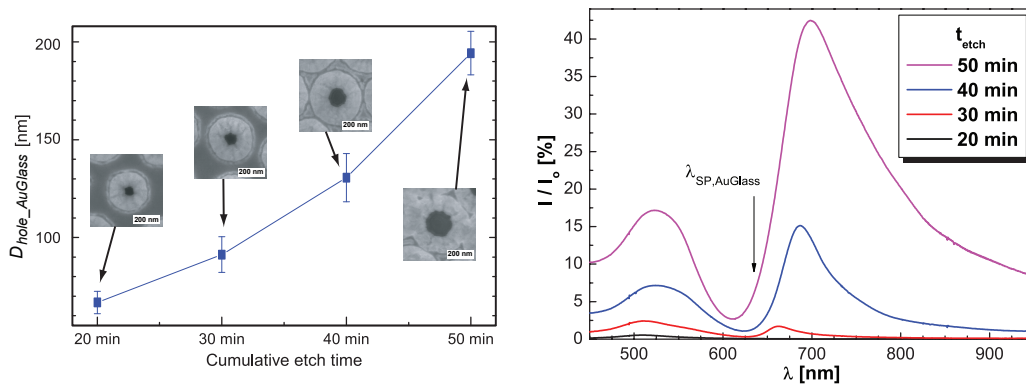 200
150
100
D_hole_AuGlass [nm]
200 nm
200 nm
200 nm
200 nm
20 min
30 min
40 min
50 min
Cumulative etch time
40
35
30
25
20
15
10
5
0
I / I_o [%]
λ_SP,AuGlass
t_etch
50 min
40 min
30 min
20 min
500
600
700
800
900
λ [nm]